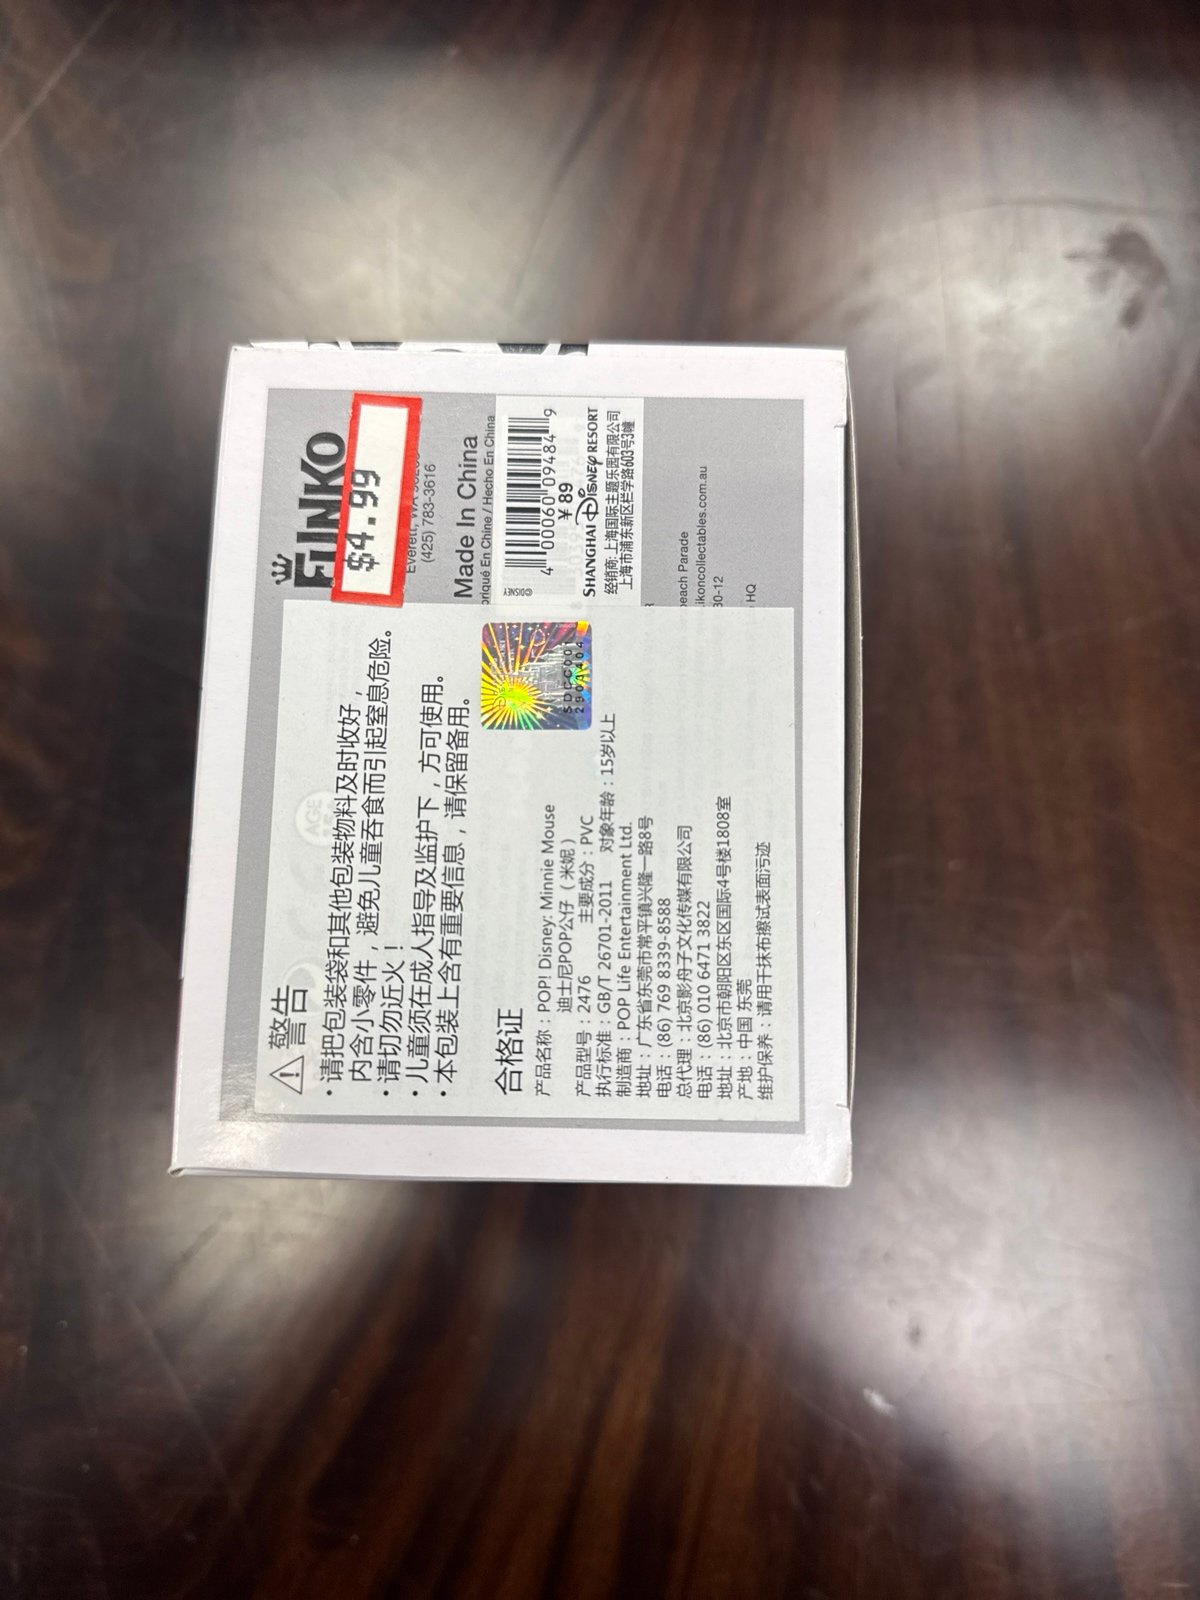 FUNKO
$4.99
(425) 783-3616
Made In China
En Chine / Hecho En China
©DISNEY
4 00060 09484 9
¥ 89
SHANGHAI Disney RESORT
经销商: 上海国际主题乐园有限公司
上海市浦东新区栏学路603号3幢
Parade
likoncollectables.com.au
30-12
HQ
AGE
警告
• 请把包装袋和其他包装物料及时收好，
内含小零件，避免儿童吞食而引起窒息危险。
• 请切勿近火！
• 儿童须在成人指导及监护下，方可使用。
• 本包装上含有重要信息，请保留备用。
合格证
产品名称：POP! Disney: Minnie Mouse
迪士尼POP公仔（米妮）
产品型号：2476 主要成分：PVC
执行标准：GB/T 26701-2011 对象年龄：15岁以上
制造商：POP Life Entertainment Ltd.
地址：广东省东莞市常平镇兴隆一路8号
电话：(86) 769 8339-8588
总代理：北京影舟子文化传媒有限公司
电话：(86) 010 6471 3822
地址：北京市朝阳区东区国际4号楼1808室
产地：中国 东莞
维护保养：请用干抹布擦试表面污迹